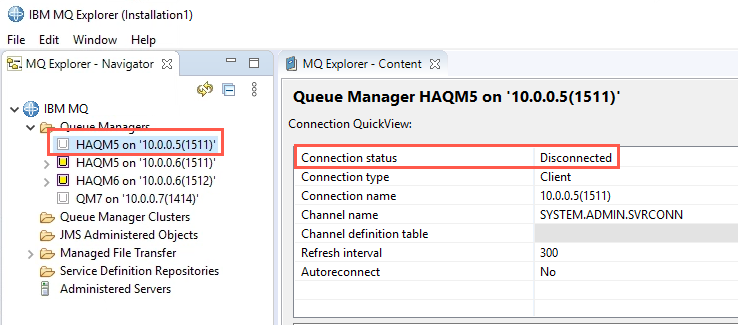 IBM MQ Explorer (Installation1)
File Edit Window Help
MQ Explorer - Navigator
IBM MQ
Queue Managers
HAQM5 on '10.0.0.5(1511)'
HAQM5 on '10.0.0.6(1511)'
HAQM6 on '10.0.0.6(1512)'
QM7 on '10.0.0.7(1414)'
Queue Manager Clusters
JMS Administered Objects
Managed File Transfer
Service Definition Repositories
Administered Servers
MQ Explorer - Content
Queue Manager HAQM5 on '10.0.0.5(1511)'
Connection QuickView:
Connection status Disconnected
Connection type Client
Connection name 10.0.0.5(1511)
Channel name SYSTEM.ADMIN.SVRCONN
Channel definition table
Refresh interval 300
Autoreconnect No